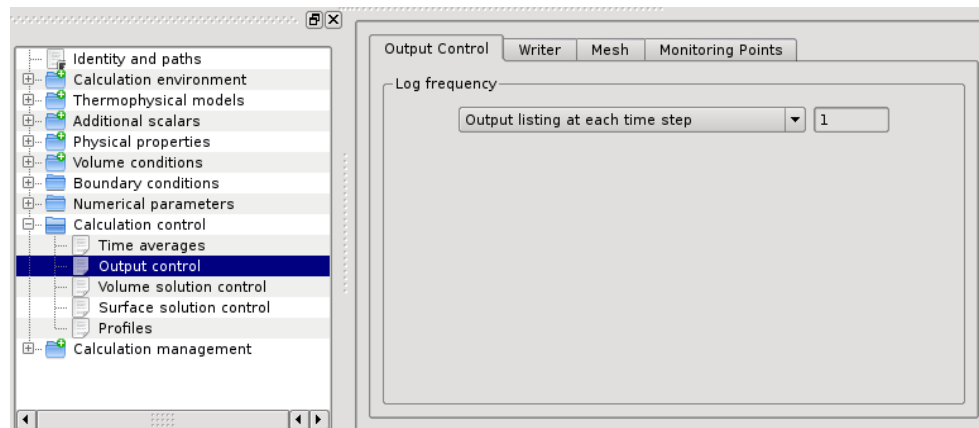 Identity and paths
Calculation environment
Thermophysical models
Additional scalars
Physical properties
Volume conditions
Boundary conditions
Numerical parameters
Calculation control
Time averages
Output control
Volume solution control
Surface solution control
Profiles
Calculation management
Output Control Writer Mesh Monitoring Points
Log frequency
Output listing at each time step 1